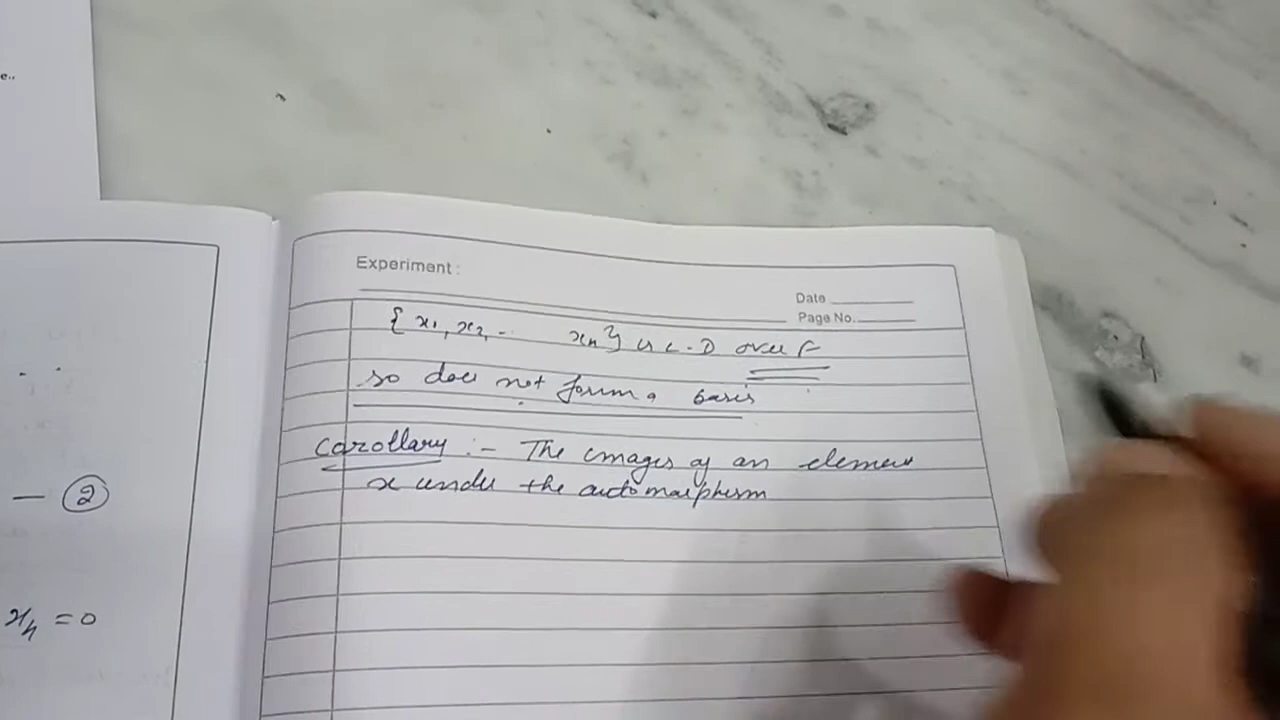 e..
— ②
x₄ = 0
Experiment :
Date
Page No.
{ x₁, x₂, -.. xₙ} is L.D over F
so does not form a basis
Corollary :- The images of an element
x under the automorphism